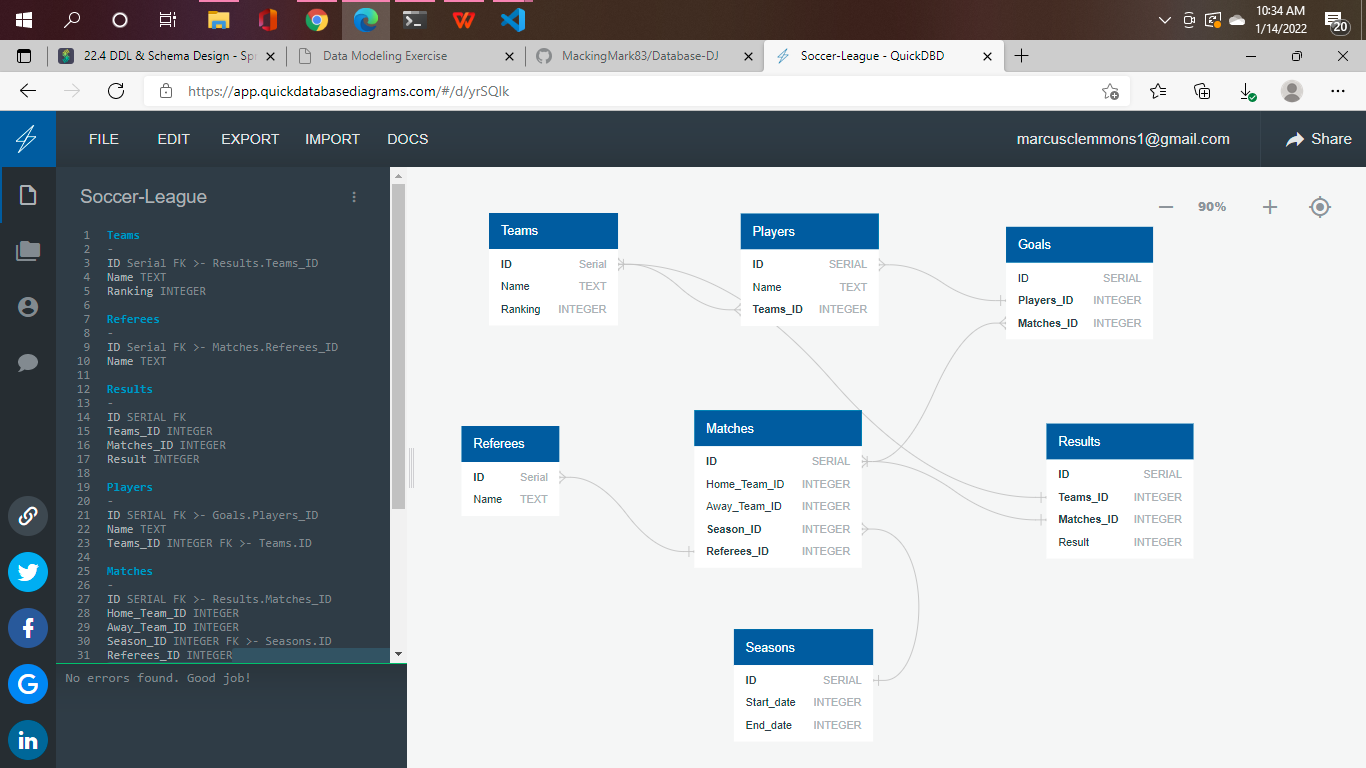 10:34 AM
1/14/2022
20
22.4 DDL & Schema Design - Spr
Data Modeling Exercise
MackingMark83/Database-DJ
Soccer-League - QuickDBD
https://app.quickdatabasediagrams.com/#/d/yrSQIk
FILE EDIT EXPORT IMPORT DOCS
marcusclemmons1@gmail.com
Share
Soccer-League
1 Teams
2 -
3 ID Serial FK >- Results.Teams_ID
4 Name TEXT
5 Ranking INTEGER
6
7 Referees
8 -
9 ID Serial FK >- Matches.Referees_ID
10 Name TEXT
11
12 Results
13 -
14 ID SERIAL FK
15 Teams_ID INTEGER
16 Matches_ID INTEGER
17 Result INTEGER
18
19 Players
20 -
21 ID SERIAL FK >- Goals.Players_ID
22 Name TEXT
23 Teams_ID INTEGER FK >- Teams.ID
24
25 Matches
26 -
27 ID SERIAL FK >- Results.Matches_ID
28 Home_Team_ID INTEGER
29 Away_Team_ID INTEGER
30 Season_ID INTEGER FK >- Seasons.ID
31 Referees_ID INTEGER
No errors found. Good job!
90%
Teams
ID Serial
Name TEXT
Ranking INTEGER
Players
ID SERIAL
Name TEXT
Teams_ID INTEGER
Goals
ID SERIAL
Players_ID INTEGER
Matches_ID INTEGER
Referees
ID Serial
Name TEXT
Matches
ID SERIAL
Home_Team_ID INTEGER
Away_Team_ID INTEGER
Season_ID INTEGER
Referees_ID INTEGER
Results
ID SERIAL
Teams_ID INTEGER
Matches_ID INTEGER
Result INTEGER
Seasons
ID SERIAL
Start_date INTEGER
End_date INTEGER